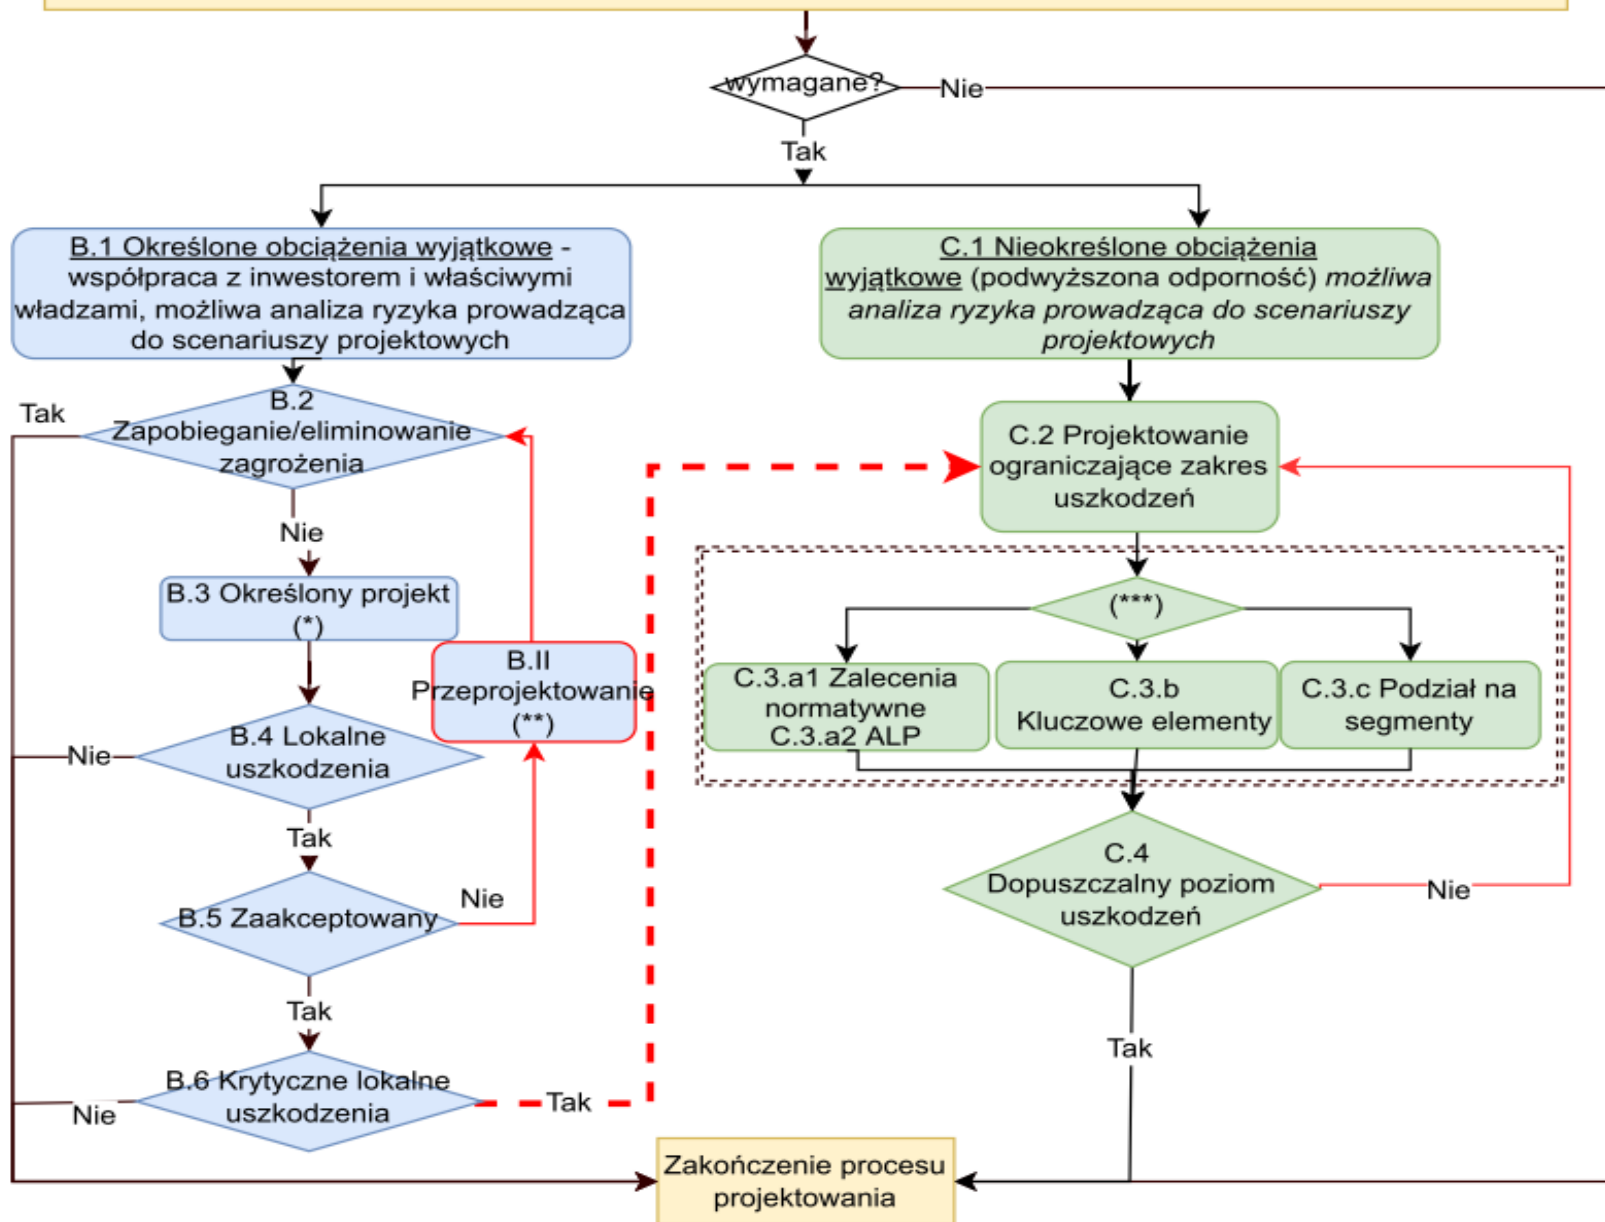 wymagane?
Nie
Tak
B.1 Określone obciążenia wyjątkowe -
współpraca z inwestorem i właściwymi
władzami, możliwa analiza ryzyka prowadząca
do scenariuszy projektowych
C.1 Nieokreślone obciążenia
wyjątkowe (podwyższona odporność) możliwa
analiza ryzyka prowadząca do scenariuszy
projektowych
Tak
B.2
Zapobieganie/eliminowanie
zagrożenia
Nie
B.3 Określony projekt
(*)
B.II
Przeprojektowanie
(**)
B.4 Lokalne
uszkodzenia
Nie
Tak
B.5 Zaakceptowany
Nie
Tak
B.6 Krytyczne lokalne
uszkodzenia
Nie
Tak
C.2 Projektowanie
ograniczające zakres
uszkodzeń
(***)
C.3.a1 Zalecenia
normatywne
C.3.a2 ALP
C.3.b
Kluczowe elementy
C.3.c Podział na
segmenty
C.4
Dopuszczalny poziom
uszkodzeń
Nie
Tak
Zakończenie procesu
projektowania